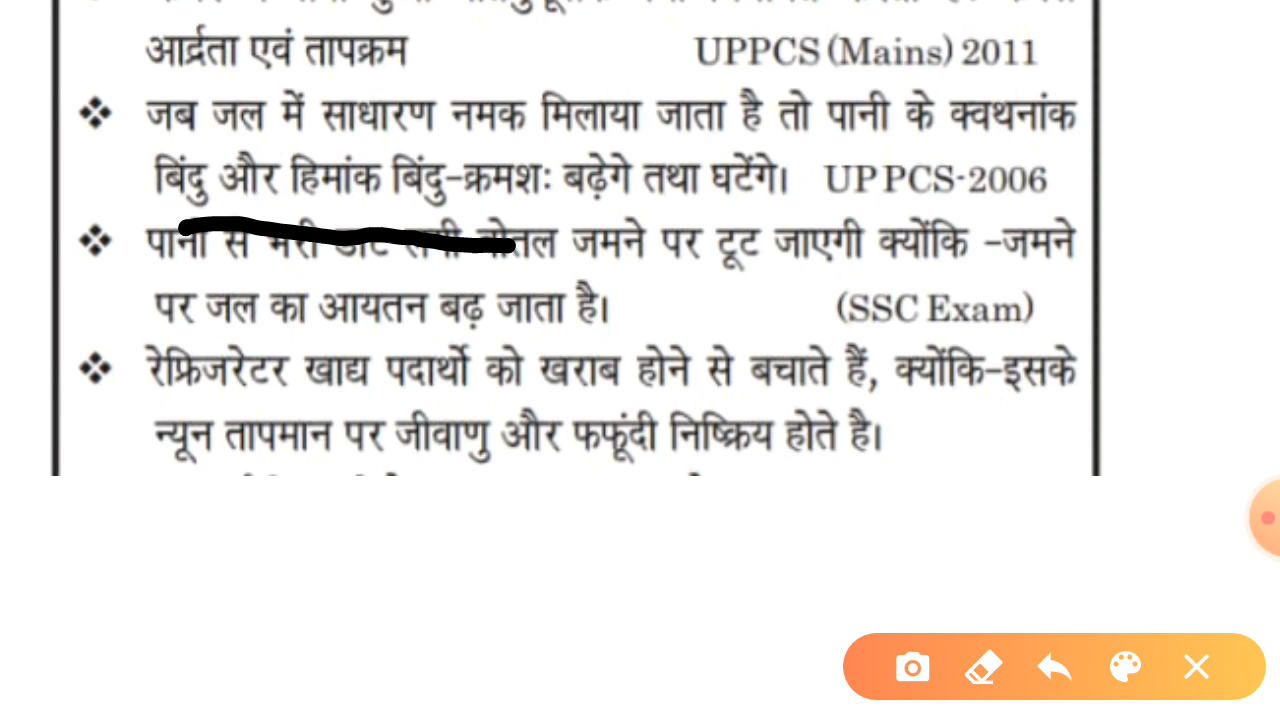 आर्द्रता एवं तापक्रम UPPCS (Mains) 2011
❖ जब जल में साधारण नमक मिलाया जाता है तो पानी के क्वथनांक
बिंदु और हिमांक बिंदु-क्रमशः बढ़ेगे तथा घटेंगे। UPPCS-2006
❖ पानी से भरी डाट लगी बोतल जमने पर टूट जाएगी क्योंकि -जमने
पर जल का आयतन बढ़ जाता है। (SSC Exam)
❖ रेफ्रिजरेटर खाद्य पदार्थो को खराब होने से बचाते हैं, क्योंकि-इसके
न्यून तापमान पर जीवाणु और फफूंदी निष्क्रिय होते है।